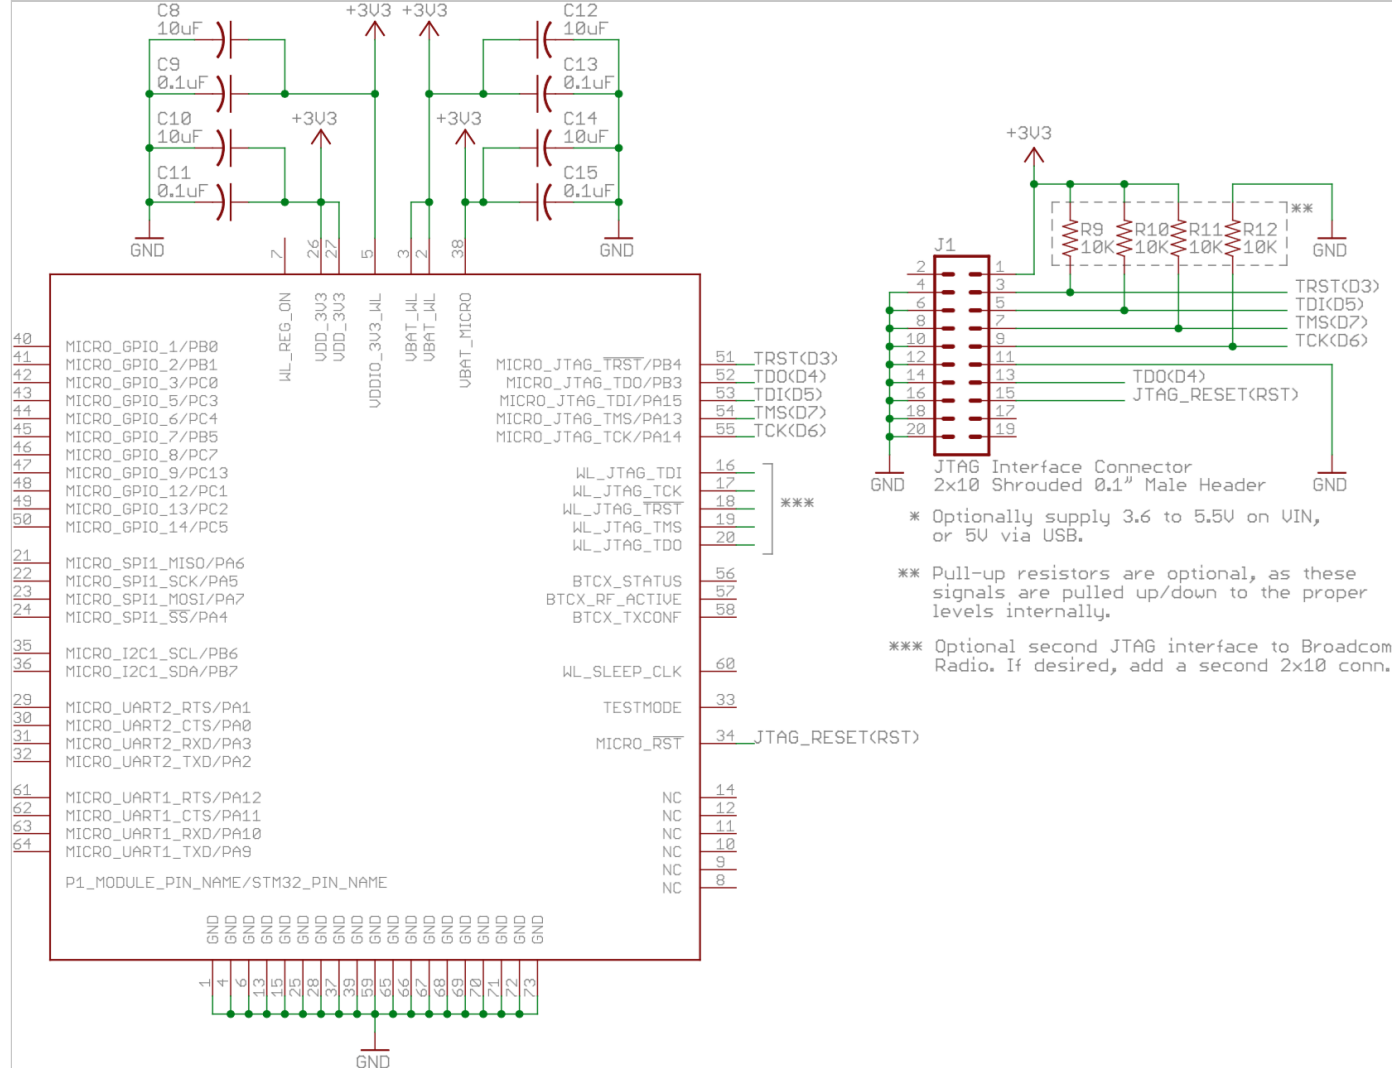 C8
10uF
C9
0.1uF
C10
10uF
C11
0.1uF
+3V3
+3V3
+3V3
+3V3
C12
10uF
C13
0.1uF
C14
10uF
C15
0.1uF
GND
GND
7
26
27
5
3
2
38
WL_REG_ON
VDD_3V3
VDD_3V3
VDDIO_3V3_WL
VBAT_WL
VBAT_WL
VBAT_MICRO
40 MICRO_GPIO_1/PB0
41 MICRO_GPIO_2/PB1
42 MICRO_GPIO_3/PC0
43 MICRO_GPIO_5/PC3
44 MICRO_GPIO_6/PC4
45 MICRO_GPIO_7/PB5
46 MICRO_GPIO_8/PC7
47 MICRO_GPIO_9/PC13
48 MICRO_GPIO_12/PC1
49 MICRO_GPIO_13/PC2
50 MICRO_GPIO_14/PC5
21 MICRO_SPI1_MISO/PA6
22 MICRO_SPI1_SCK/PA5
23 MICRO_SPI1_MOSI/PA7
24 MICRO_SPI1_SS/PA4
35 MICRO_I2C1_SCL/PB6
36 MICRO_I2C1_SDA/PB7
29 MICRO_UART2_RTS/PA1
30 MICRO_UART2_CTS/PA0
31 MICRO_UART2_RXD/PA3
32 MICRO_UART2_TXD/PA2
61 MICRO_UART1_RTS/PA12
62 MICRO_UART1_CTS/PA11
63 MICRO_UART1_RXD/PA10
64 MICRO_UART1_TXD/PA9
P1_MODULE_PIN_NAME/STM32_PIN_NAME
MICRO_JTAG_TRST/PB4 51 TRST(D3)
MICRO_JTAG_TDO/PB3 52 TDO(D4)
MICRO_JTAG_TDI/PA15 53 TDI(D5)
MICRO_JTAG_TMS/PA13 54 TMS(D7)
MICRO_JTAG_TCK/PA14 55 TCK(D6)
WL_JTAG_TDI 16
WL_JTAG_TCK 17
WL_JTAG_TRST 18
WL_JTAG_TMS 19
WL_JTAG_TDO 20
***
BTCX_STATUS 56
BTCX_RF_ACTIVE 57
BTCX_TXCONF 58
WL_SLEEP_CLK 60
TESTMODE 33
MICRO_RST 34 JTAG_RESET(RST)
NC 14
NC 12
NC 11
NC 10
NC 9
NC 8
GND GND GND GND GND GND GND GND GND GND GND GND GND GND GND GND GND GND GND
1 4 6 13 15 25 28 37 39 59 65 66 67 68 69 70 71 72 73
GND
+3V3
**
R9
10K
R10
10K
R11
10K
R12
10K
GND
J1
2 1
4 3 TRST(D3)
6 5 TDI(D5)
8 7 TMS(D7)
10 9 TCK(D6)
12 11
14 13 TDO(D4)
16 15 JTAG_RESET(RST)
18 17
20 19
GND
GND
JTAG Interface Connector
2x10 Shrouded 0.1" Male Header
* Optionally supply 3.6 to 5.5V on VIN,
or 5V via USB.
** Pull-up resistors are optional, as these
signals are pulled up/down to the proper
levels internally.
*** Optional second JTAG interface to Broadcom
Radio. If desired, add a second 2x10 conn.